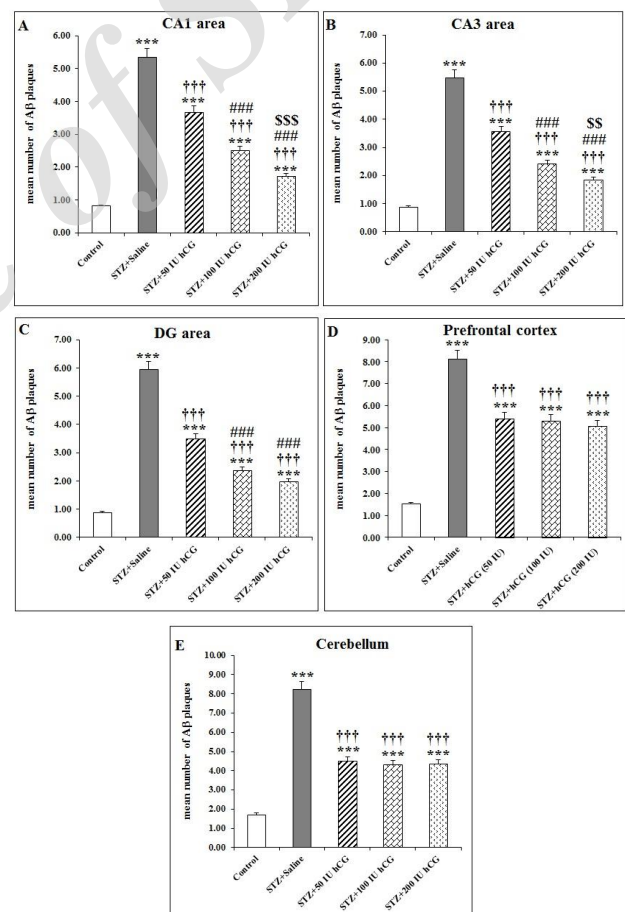 of S
A
CA1 area
mean number of Aβ plaques
6.00
5.00
4.00
3.00
2.00
1.00
0.00
***
†††
***
###
†††
***
$$$
###
†††
***
Control
STZ+Saline
STZ+50 IU hCG
STZ+100 IU hCG
STZ+200 IU hCG
B
CA3 area
mean number of Aβ plaques
7.00
6.00
5.00
4.00
3.00
2.00
1.00
0.00
***
†††
***
###
†††
***
$$
###
†††
***
Control
STZ+Saline
STZ+50 IU hCG
STZ+100 IU hCG
STZ+200 IU hCG
C
DG area
mean number of Aβ plaques
7.00
6.00
5.00
4.00
3.00
2.00
1.00
0.00
***
†††
***
###
†††
***
###
†††
***
Control
STZ+Saline
STZ+50 IU hCG
STZ+100 IU hCG
STZ+200 IU hCG
D
Prefrontal cortex
mean number of Aβ plaques
9.00
8.00
7.00
6.00
5.00
4.00
3.00
2.00
1.00
0.00
***
†††
***
†††
***
†††
***
Control
STZ+Saline
STZ+hCG (50 IU)
STZ+hCG (100 IU)
STZ+hCG (200 IU)
E
Cerebellum
mean number of Aβ plaques
10.00
9.00
8.00
7.00
6.00
5.00
4.00
3.00
2.00
1.00
0.00
***
†††
***
†††
***
†††
***
Control
STZ+Saline
STZ+50 IU hCG
STZ+100 IU hCG
STZ+200 IU hCG